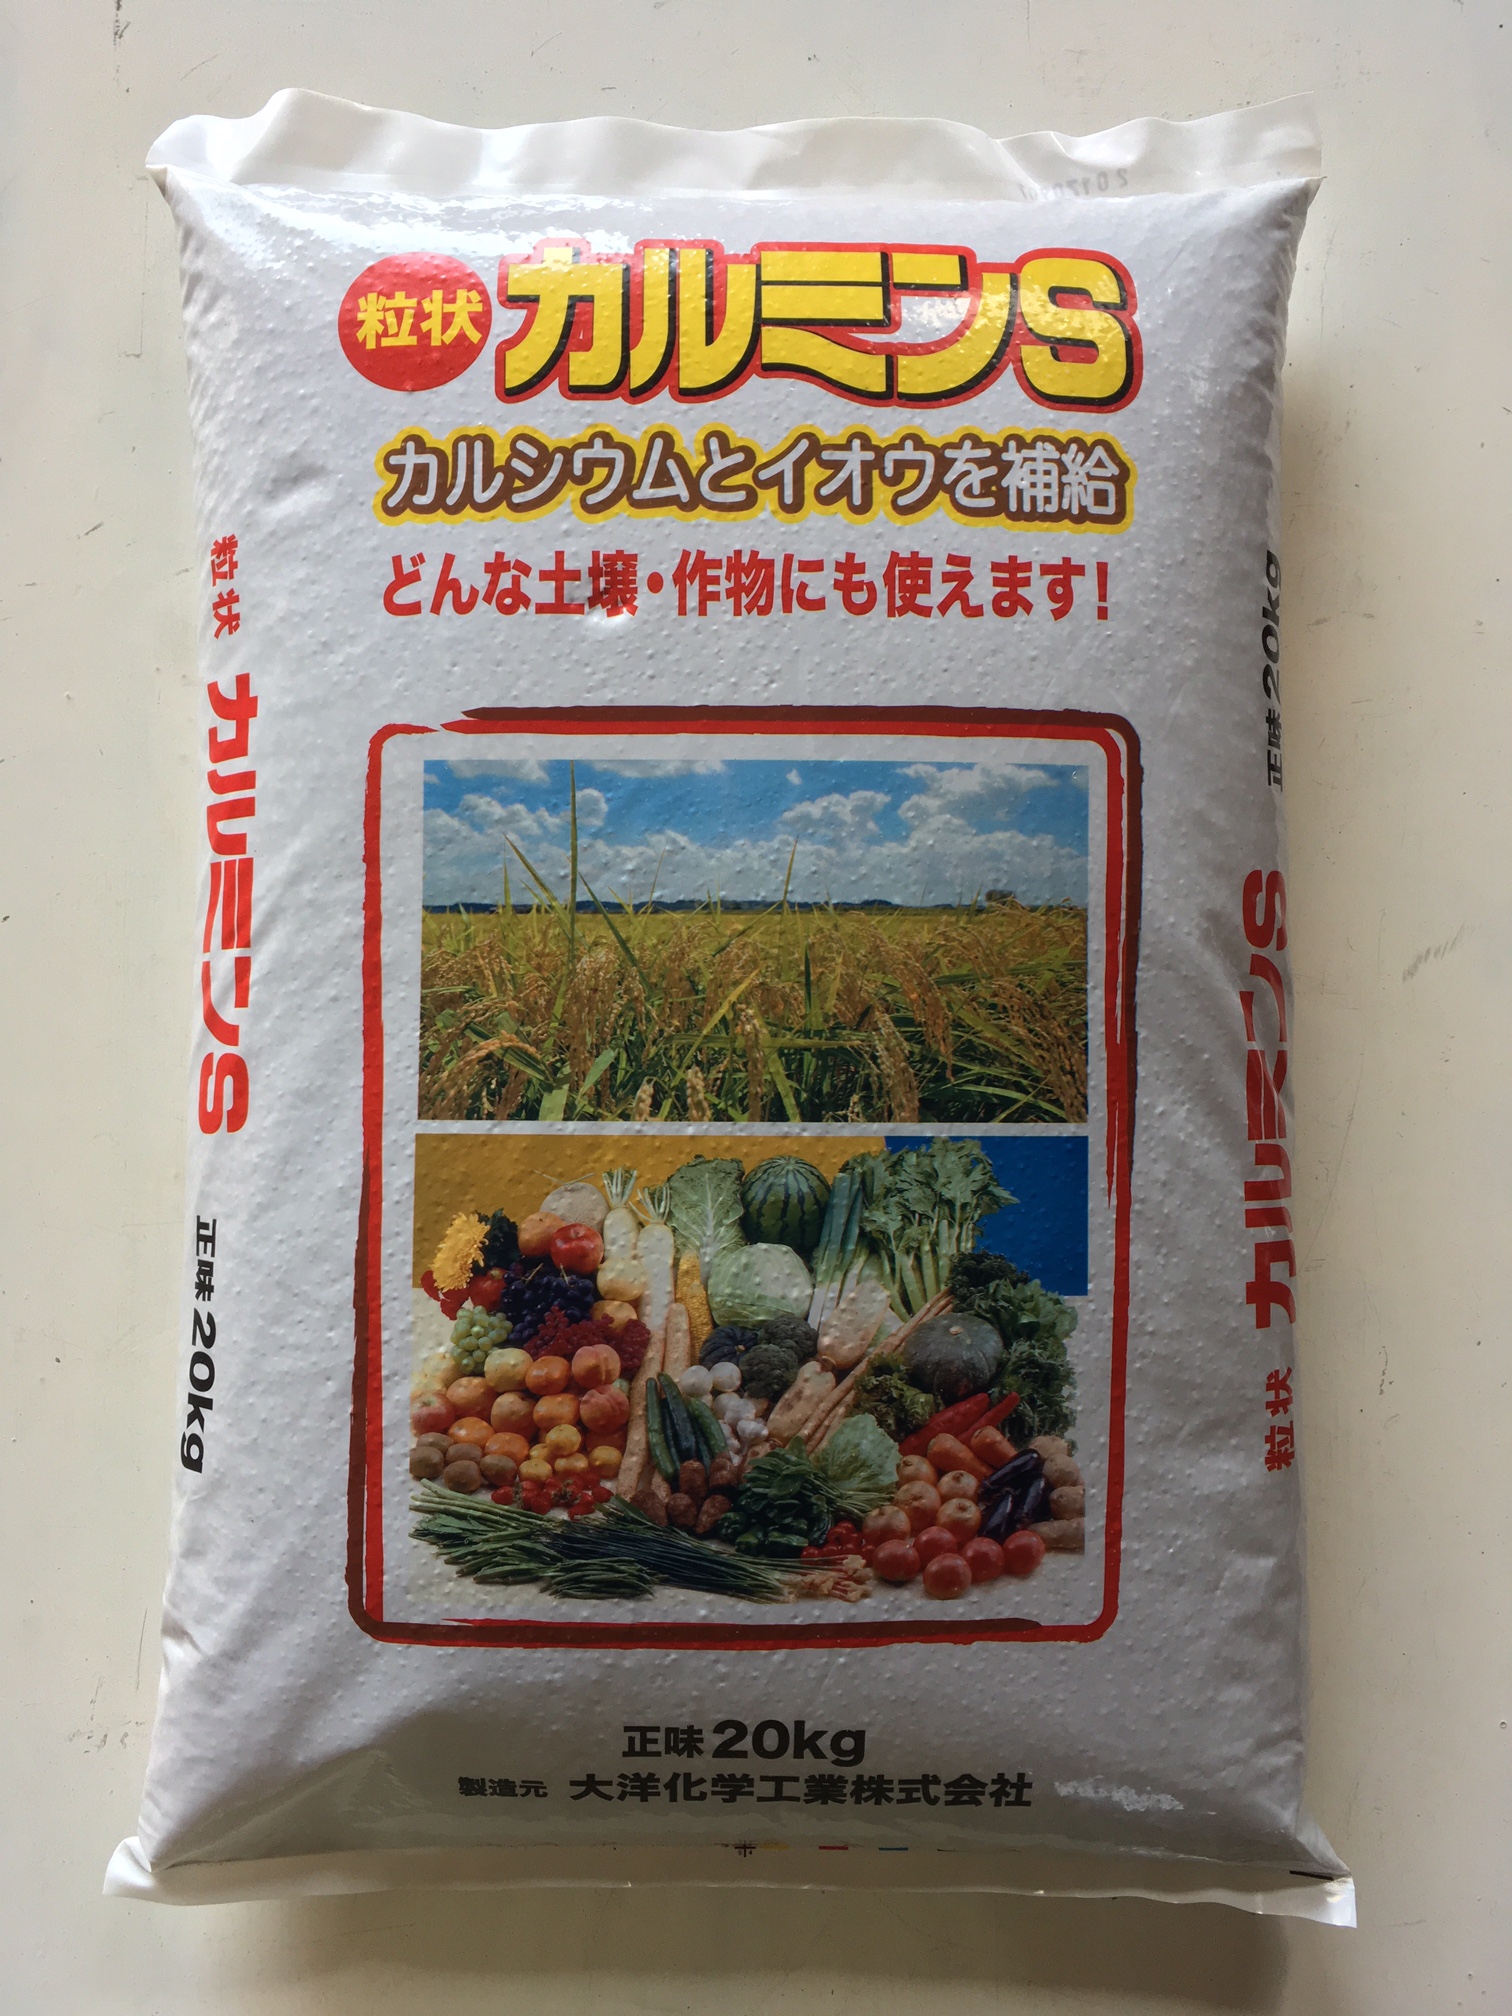 粒状 カルミンS
カルシウムとイオウを補給
どんな土壌・作物にも使えます!
粒状 カルミンS 正味20kg
粒状 カルミンS 正味20kg
正味20kg
製造元 大洋化学工業株式会社